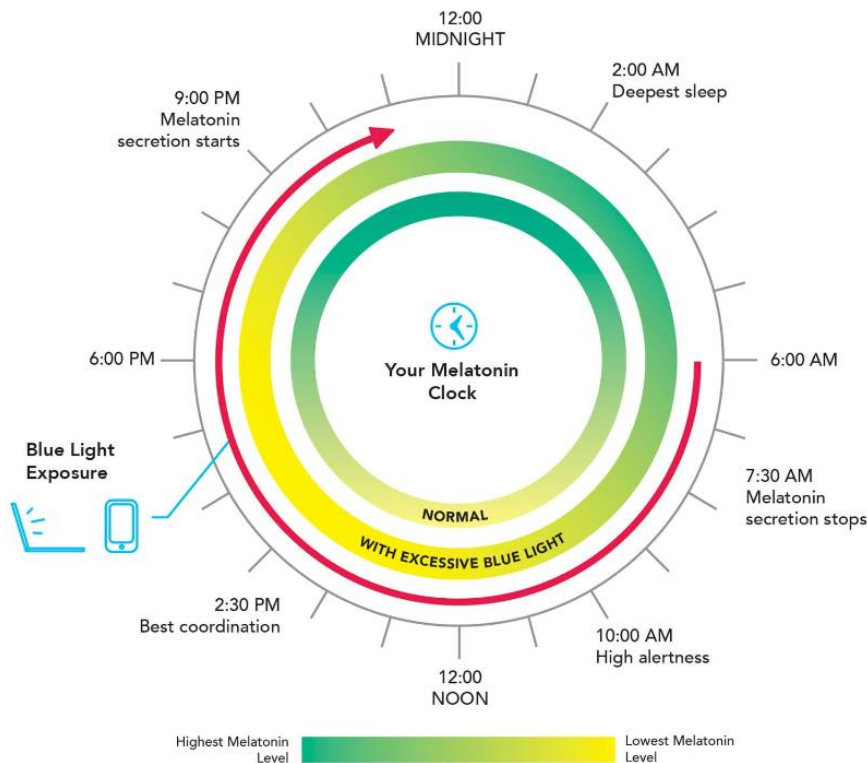 12:00
MIDNIGHT
2:00 AM
Deepest sleep
9:00 PM
Melatonin
secretion starts
6:00 PM
Your Melatonin
Clock
6:00 AM
Blue Light
Exposure
7:30 AM
Melatonin
secretion stops
NORMAL
WITH EXCESSIVE BLUE LIGHT
2:30 PM
Best coordination
10:00 AM
High alertness
12:00
NOON
Highest Melatonin
Level
Lowest Melatonin
Level